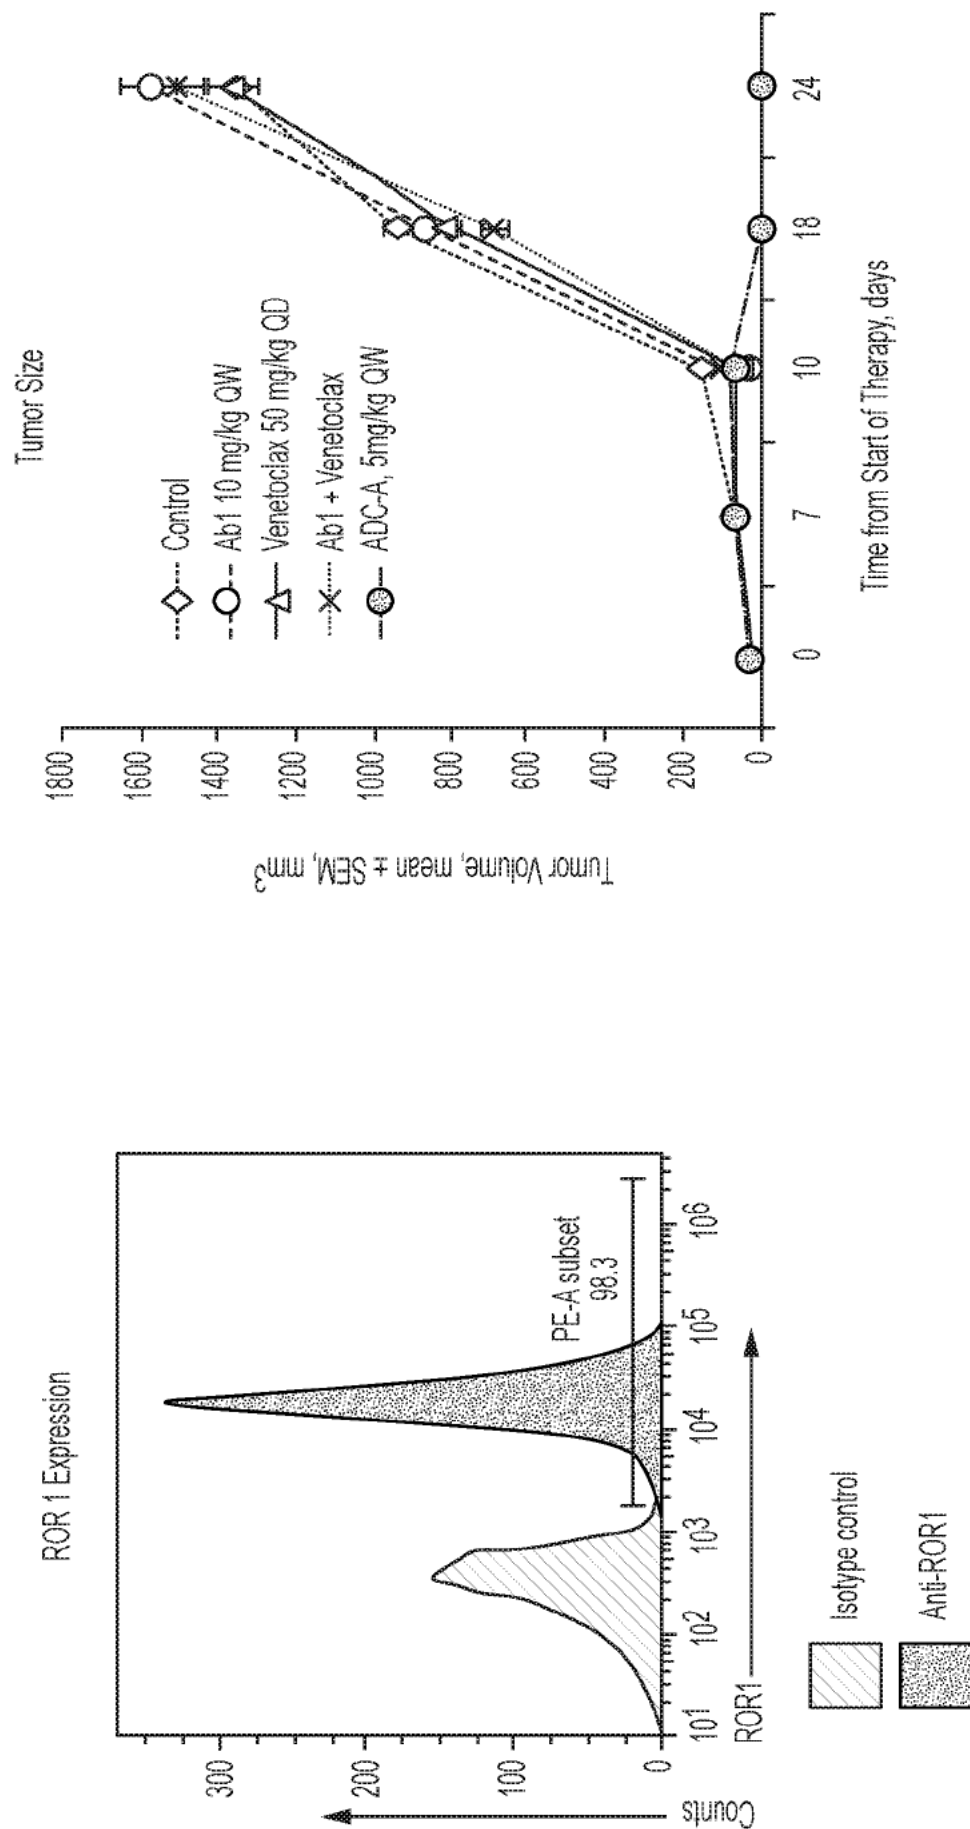 ROR 1 Expression
Counts
300
200
100
0
PE-A subset
98.3
10¹ 10² 10³ 10⁴ 10⁵ 10⁶
ROR1
Isotype control
Anti-ROR1
Tumor Size
Tumor Volume, mean ± SEM, mm³
1800
1600
1400
1200
1000
800
600
400
200
0
Control
Ab1 10 mg/kg QW
Venetoclax 50 mg/kg QD
Ab1 + Venetoclax
ADC-A, 5mg/kg QW
0 7 10 18 24
Time from Start of Therapy, days